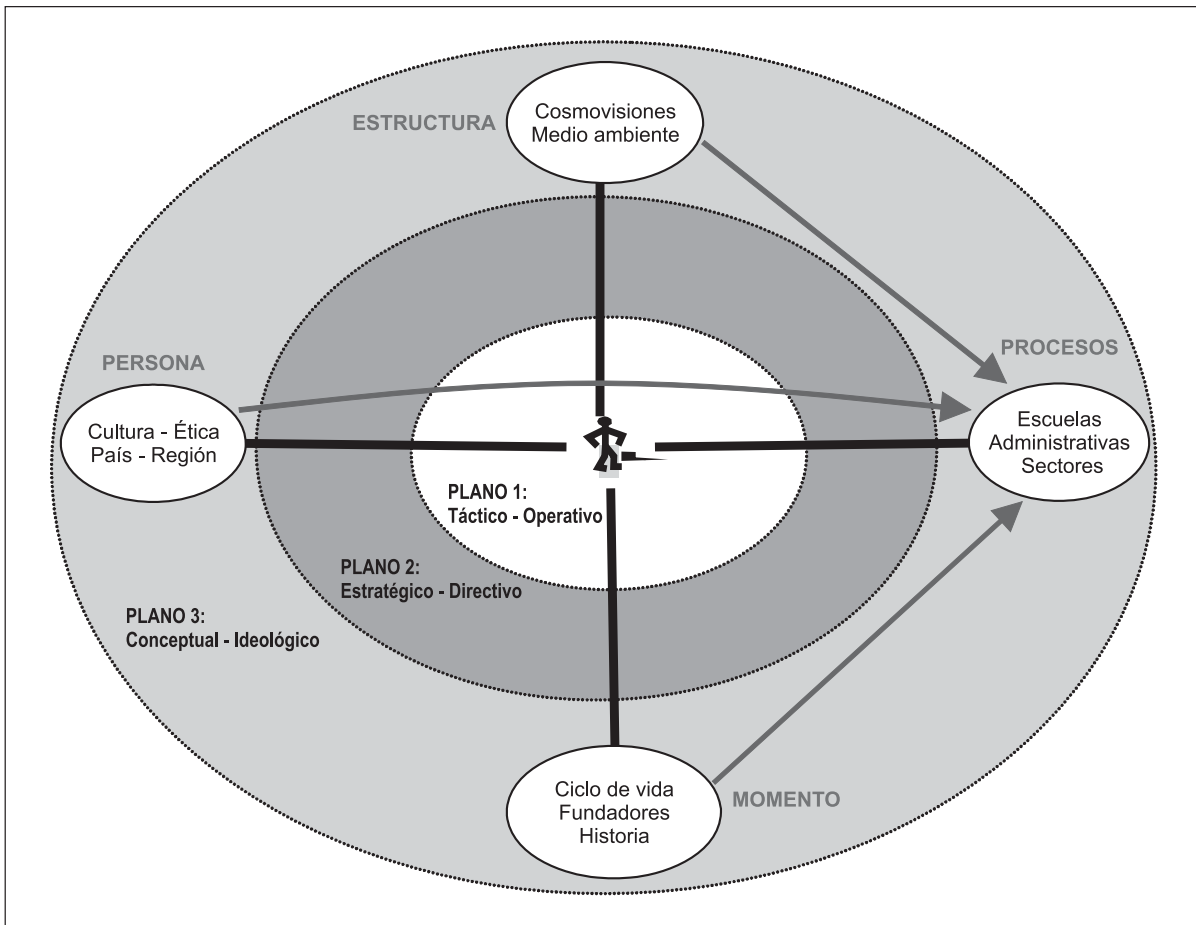 ESTRUCTURA
Cosmovisiones
Medio ambiente
PERSONA
Cultura - Ética
País - Región
PROCESOS
Escuelas
Administrativas
Sectores
PLANO 1:
Táctico - Operativo
PLANO 2:
Estratégico - Directivo
PLANO 3:
Conceptual - Ideológico
Ciclo de vida
Fundadores
Historia
MOMENTO